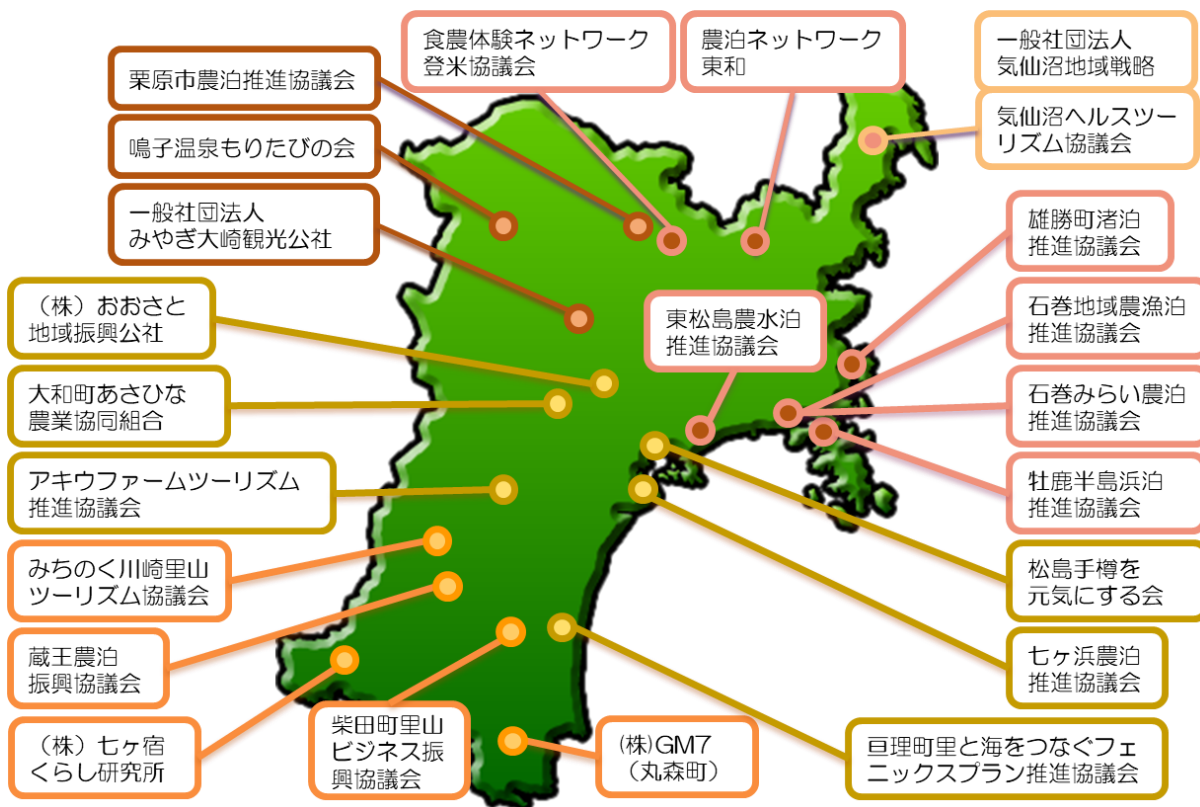 食農体験ネットワーク
登米協議会
農泊ネットワーク
東和
一般社団法人
気仙沼地域戦略
気仙沼ヘルスツー
リズム協議会
栗原市農泊推進協議会
鳴子温泉もりたびの会
一般社団法人
みやぎ大崎観光公社
雄勝町渚泊
推進協議会
石巻地域農漁泊
推進協議会
東松島農水泊
推進協議会
石巻みらい農泊
推進協議会
牡鹿半島浜泊
推進協議会
(株)おおさと
地域振興公社
大和町あさひな
農業協同組合
アキウファームツーリズム
推進協議会
みちのく川崎里山
ツーリズム協議会
蔵王農泊
振興協議会
(株)七ヶ宿
くらし研究所
柴田町里山
ビジネス振
興協議会
(株)GM7
(丸森町)
松島手樽を
元気にする会
七ヶ浜農泊
推進協議会
亘理町里と海をつなぐフェ
ニックスプラン推進協議会